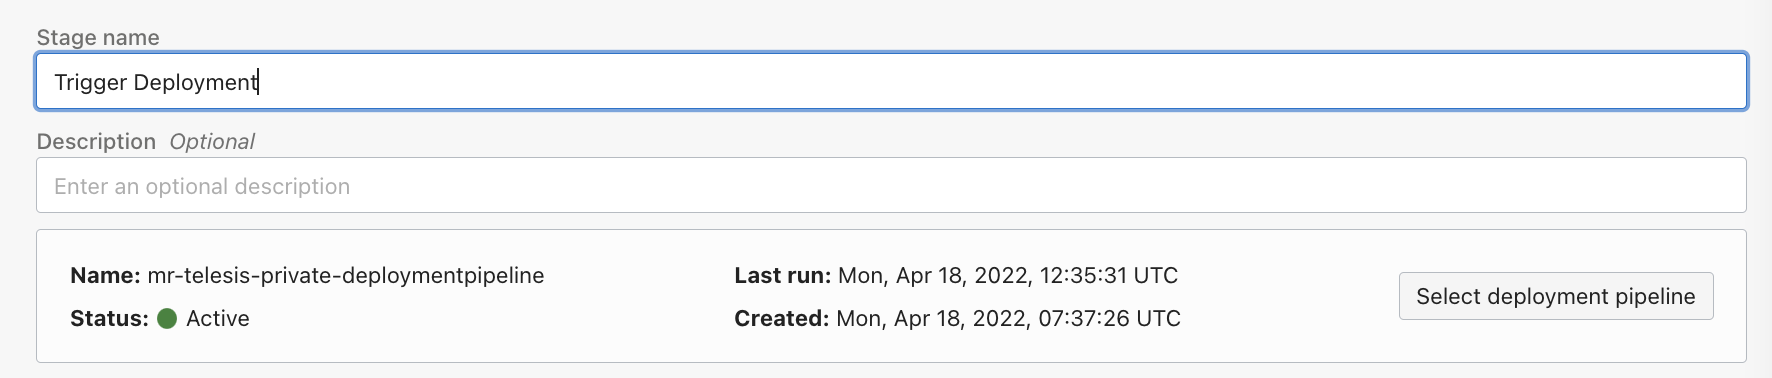 Stage name
Trigger Deployment
Description Optional
Enter an optional description
Name: mr-telesis-private-deploymentpipeline
Last run: Mon, Apr 18, 2022, 12:35:31 UTC
Status: Active
Created: Mon, Apr 18, 2022, 07:37:26 UTC
Select deployment pipeline